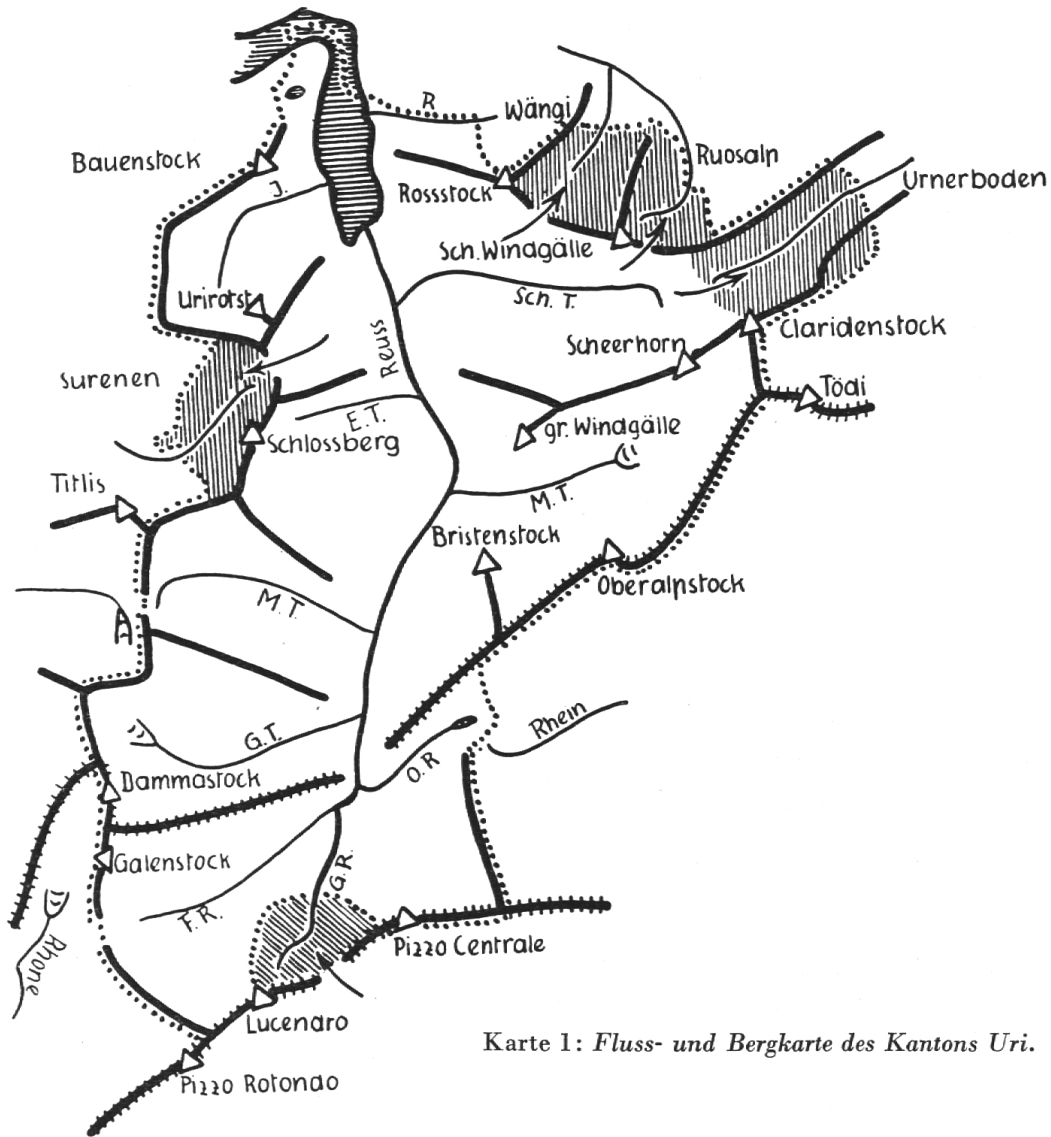 R
Wängi
Bauenstock
J.
Rossstock
Ruosalp
Urnerboden
Sch. Windgälle
Urirotst.
Sch. T.
Reuss
Claridenstock
Scheerhorn
Surenen
Tödi
E.T.
gr. Windgälle
Schlossberg
Titlis
M.T.
Bristenstock
Oberalpstock
M.T.
Rhein
G.T.
O.R
Dammastock
Galenstock
G.R.
F.R.
Pizzo Centrale
Rhone
Lucendro
Karte 1: Fluss- und Bergkarte des Kantons Uri.
Pizzo Rotondo